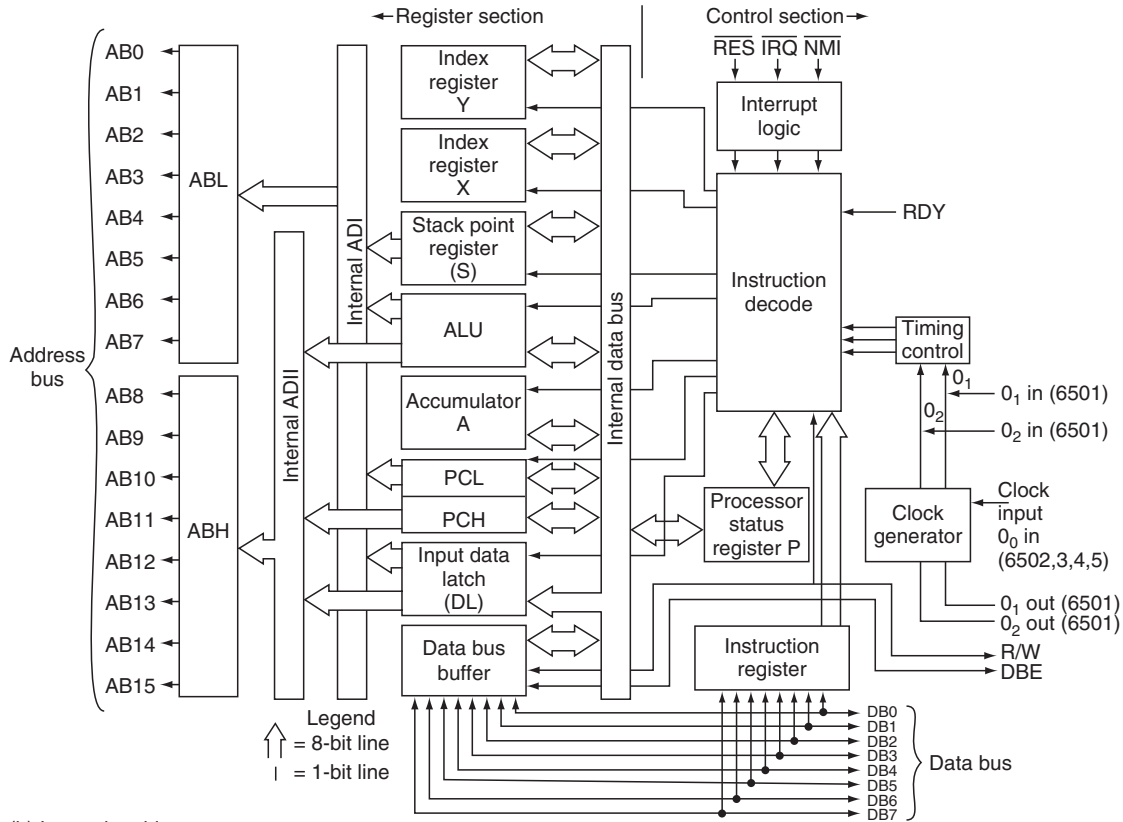 Register section
Control section
RES IRQ NMI
AB0
AB1
AB2
AB3
AB4
AB5
AB6
AB7
AB8
AB9
AB10
AB11
AB12
AB13
AB14
AB15
Address
bus
ABL
ABH
Internal ADI
Internal ADII
Index
register
Y
Index
register
X
Stack point
register
(S)
ALU
Accumulator
A
PCL
PCH
Input data
latch
(DL)
Data bus
buffer
Internal data bus
Interrupt
logic
Instruction
decode
RDY
Timing
control
0₁
0₂
0₁ in (6501)
0₂ in (6501)
Processor
status
register P
Clock
generator
Clock
input
0₀ in
(6502,3,4,5)
0₁ out (6501)
0₂ out (6501)
R/W
DBE
Instruction
register
DB0
DB1
DB2
DB3
DB4
DB5
DB6
DB7
Data bus
Legend
= 8-bit line
= 1-bit line